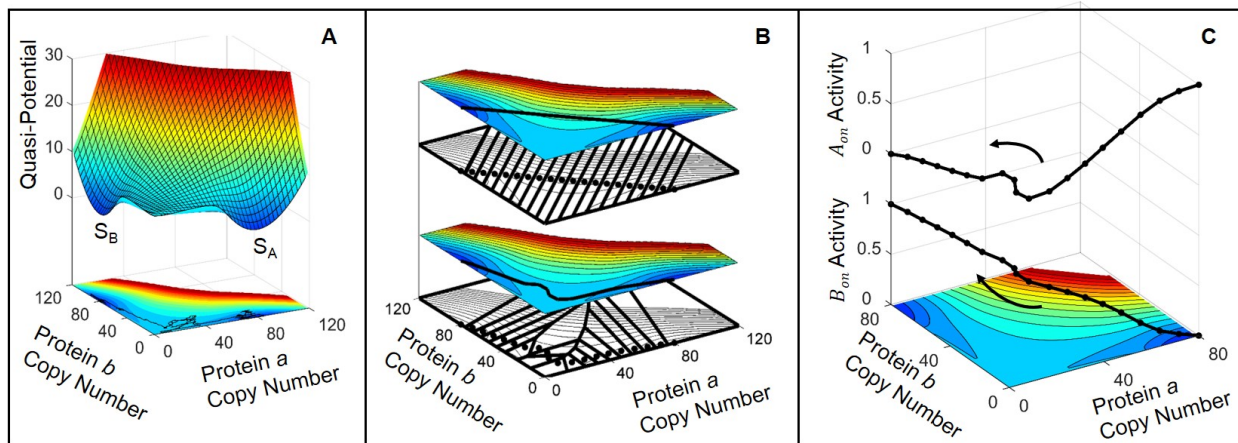 A
30
20
10
0
Quasi-Potential
S_B
S_A
120
80
40
0
0
40
80
120
Protein b
Copy Number
Protein a
Copy Number
B
120
80
40
0
0
40
80
120
Protein b
Copy Number
Protein a
Copy Number
C
1
0.5
0
A_on Activity
1
0.5
0
B_on Activity
80
40
0
0
40
80
Protein b
Copy Number
Protein a
Copy Number